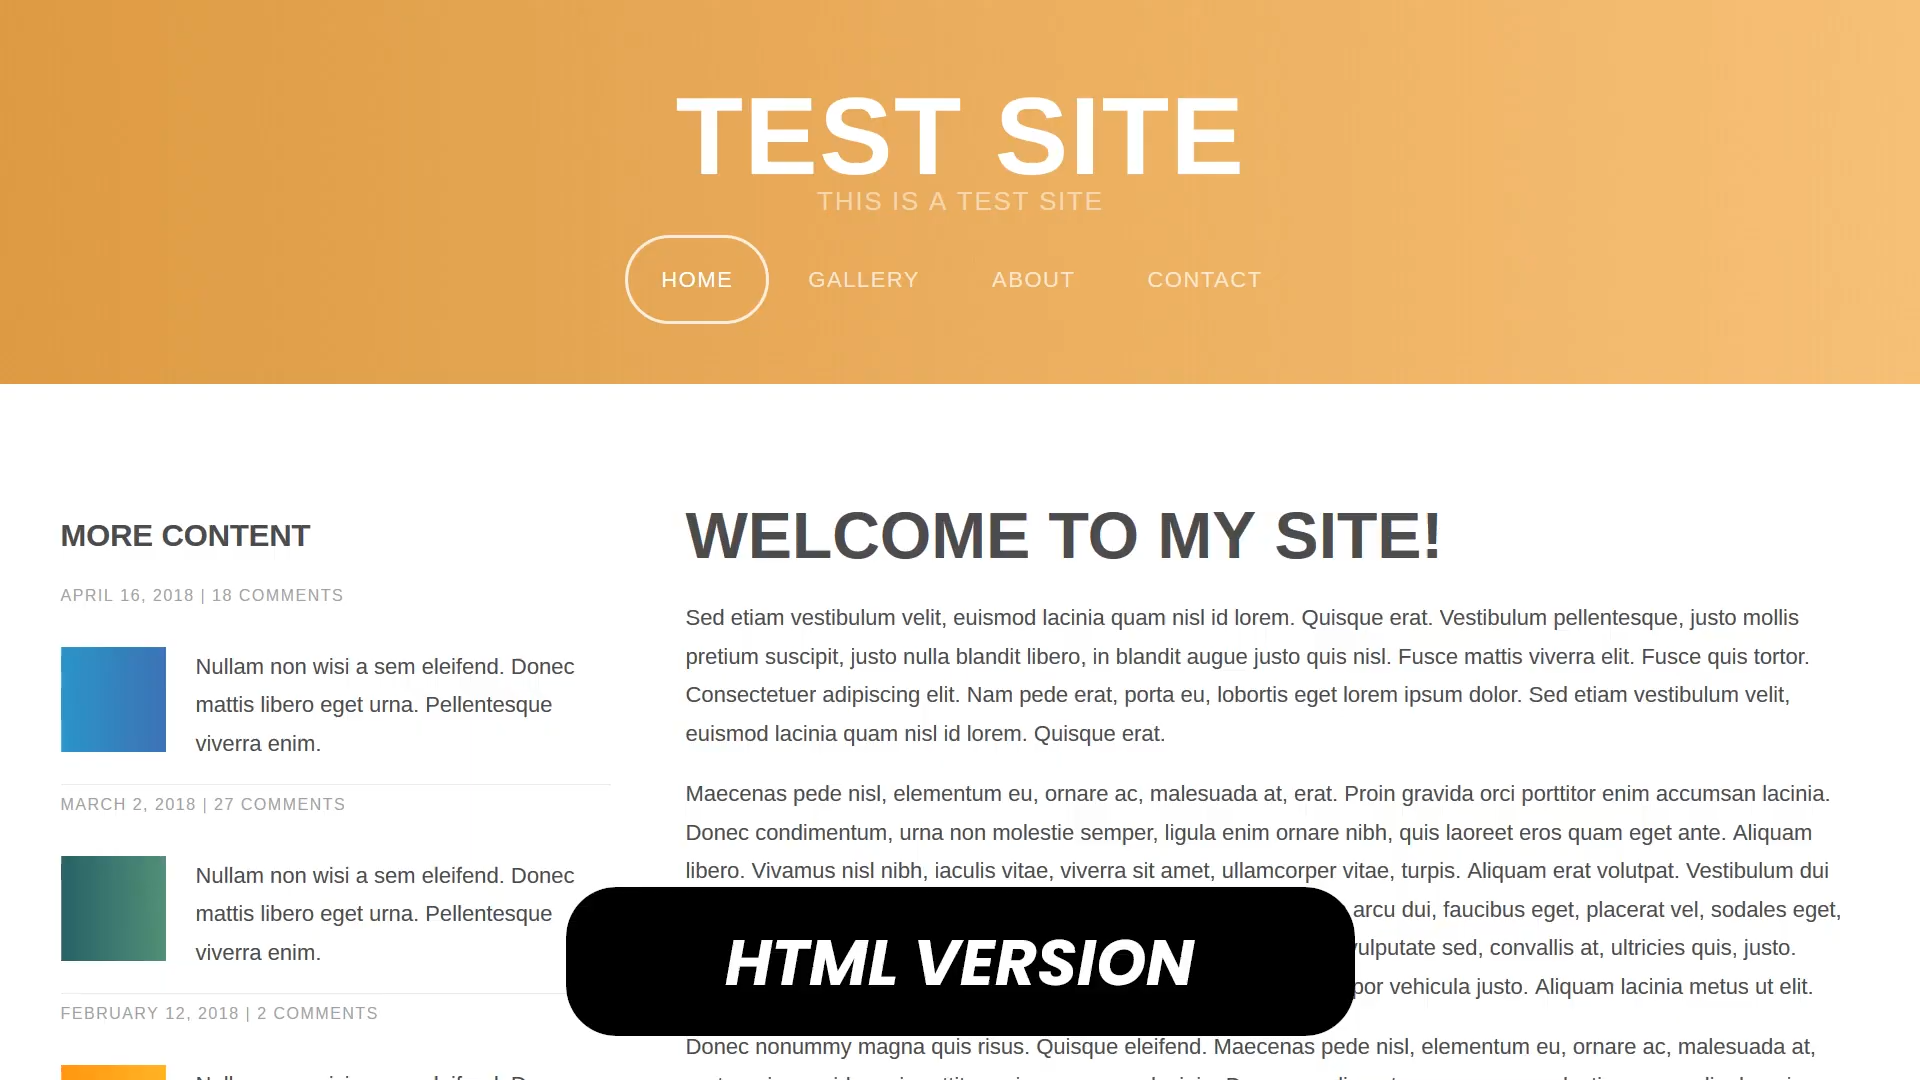 TEST SITE
THIS IS A TEST SITE
HOME GALLERY ABOUT CONTACT
MORE CONTENT
APRIL 16, 2018 | 18 COMMENTS
Nullam non wisi a sem eleifend. Donec
mattis libero eget urna. Pellentesque
viverra enim.
MARCH 2, 2018 | 27 COMMENTS
Nullam non wisi a sem eleifend. Donec
mattis libero eget urna. Pellentesque
viverra enim.
FEBRUARY 12, 2018 | 2 COMMENTS
WELCOME TO MY SITE!
Sed etiam vestibulum velit, euismod lacinia quam nisl id lorem. Quisque erat. Vestibulum pellentesque, justo mollis
pretium suscipit, justo nulla blandit libero, in blandit augue justo quis nisl. Fusce mattis viverra elit. Fusce quis tortor.
Consectetuer adipiscing elit. Nam pede erat, porta eu, lobortis eget lorem ipsum dolor. Sed etiam vestibulum velit,
euismod lacinia quam nisl id lorem. Quisque erat.
Maecenas pede nisl, elementum eu, ornare ac, malesuada at, erat. Proin gravida orci porttitor enim accumsan lacinia.
Donec condimentum, urna non molestie semper, ligula enim ornare nibh, quis laoreet eros quam eget ante. Aliquam
libero. Vivamus nisl nibh, iaculis vitae, viverra sit amet, ullamcorper vitae, turpis. Aliquam erat volutpat. Vestibulum dui
arcu dui, faucibus eget, placerat vel, sodales eget,
vulputate sed, convallis at, ultricies quis, justo.
por vehicula justo. Aliquam lacinia metus ut elit.
HTML VERSION
Donec nonummy magna quis risus. Quisque eleifend. Maecenas pede nisl, elementum eu, ornare ac, malesuada at,